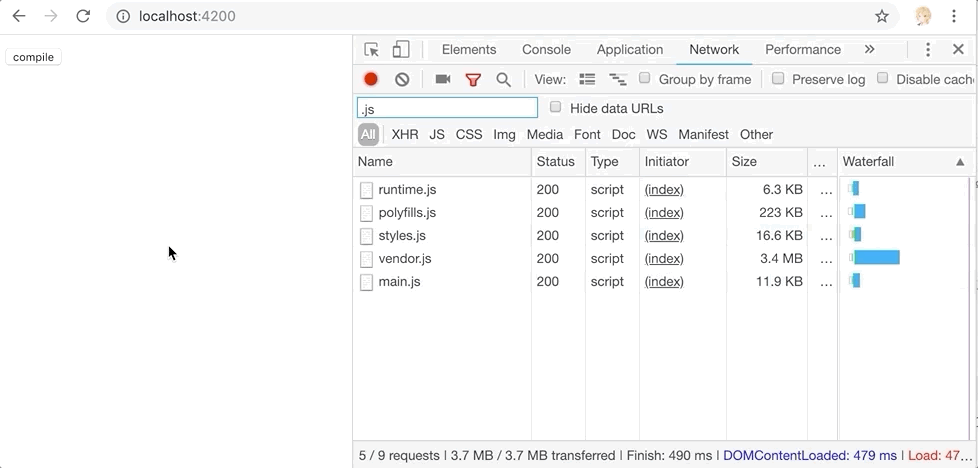 localhost:4200
compile
Elements Console Application Network Performance »
View: Group by frame Preserve log Disable cach
.js Hide data URLs
All XHR JS CSS Img Media Font Doc WS Manifest Other
Name Status Type Initiator Size ... Waterfall
runtime.js 200 script (index) 6.3 KB ...
polyfills.js 200 script (index) 223 KB ...
styles.js 200 script (index) 16.6 KB ...
vendor.js 200 script (index) 3.4 MB ...
main.js 200 script (index) 11.9 KB ...
5 / 9 requests | 3.7 MB / 3.7 MB transferred | Finish: 490 ms | DOMContentLoaded: 479 ms | Load: 47...